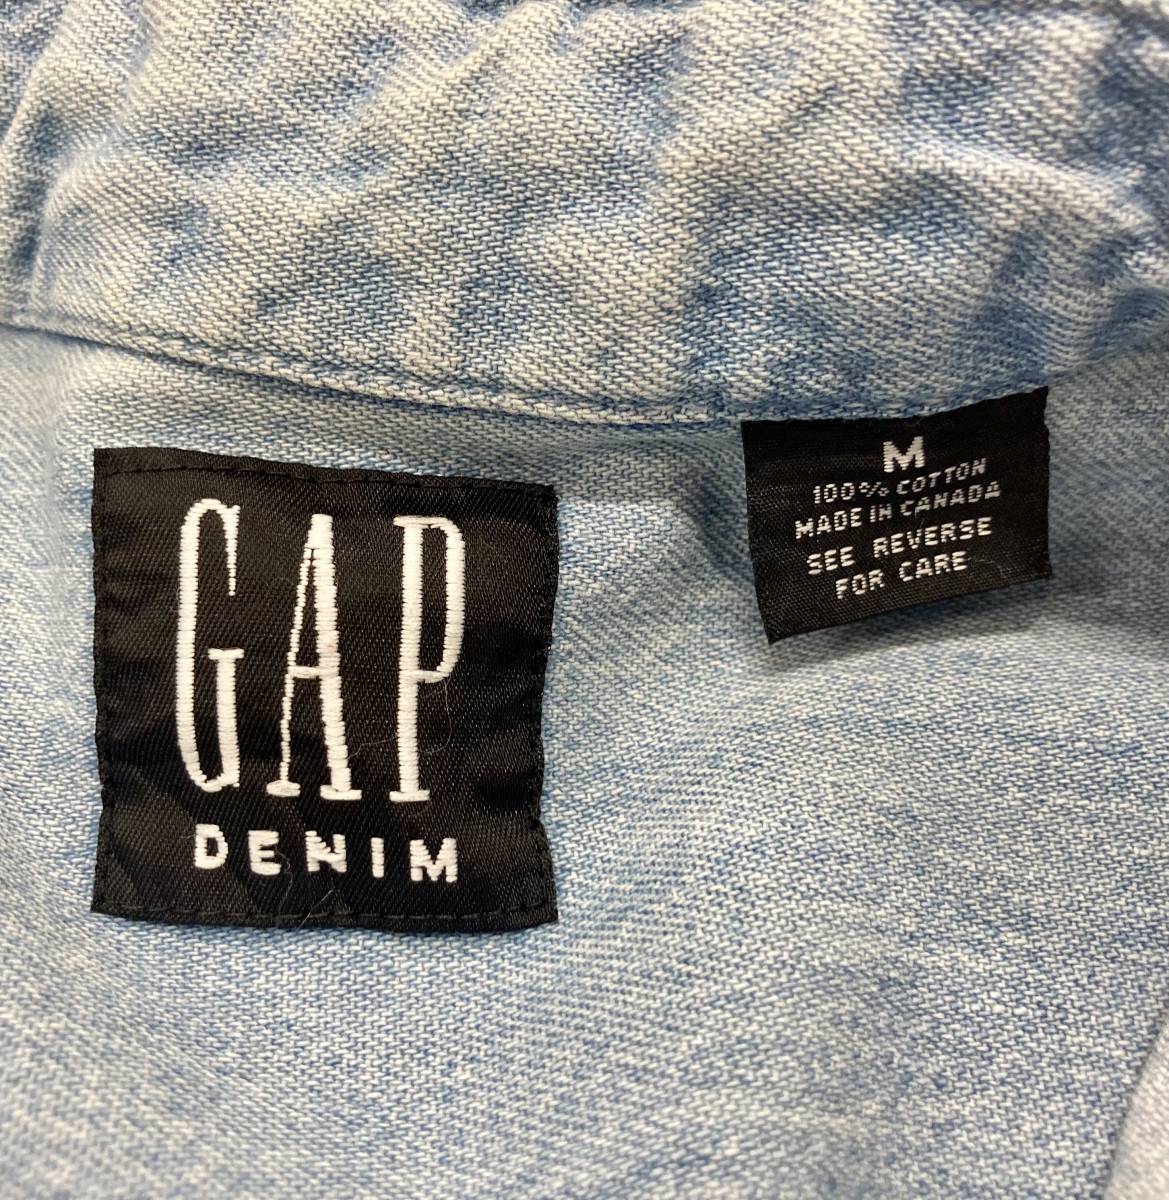 GAP
DENIM
M
100% COTTON
MADE IN CANADA
SEE REVERSE
FOR CARE